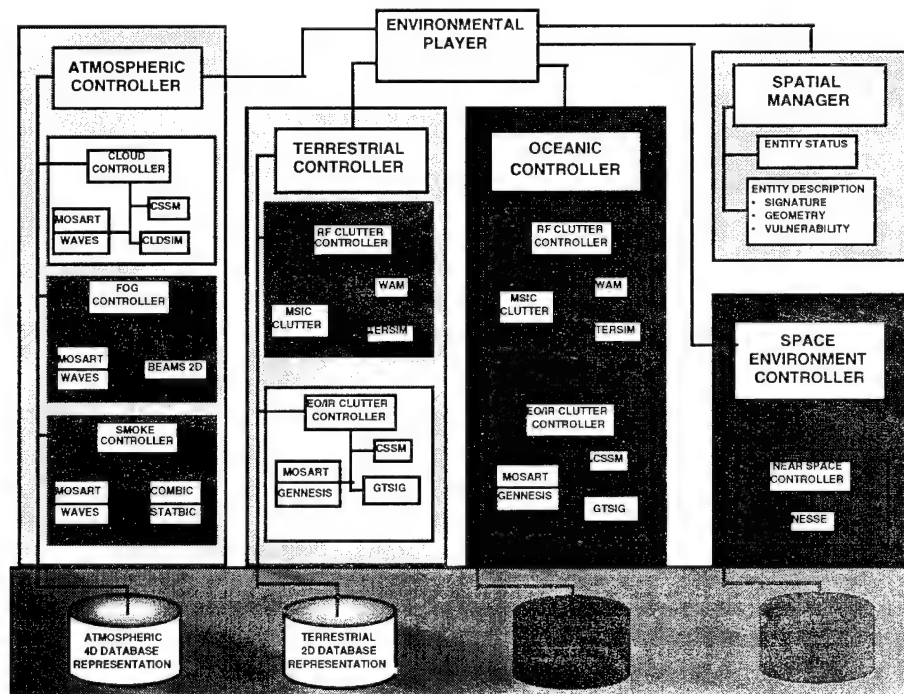 ENVIRONMENTAL
PLAYER
ATMOSPHERIC
CONTROLLER
CLOUD
CONTROLLER
CSSM
MOSART
WAVES
CLDSIM
FOG
CONTROLLER
MOSART
WAVES
BEAMS 2D
SMOKE
CONTROLLER
MOSART
WAVES
COMBIC
STATBIC
TERRESTRIAL
CONTROLLER
RF CLUTTER
CONTROLLER
WAM
MSIC
CLUTTER
TERSIM
EO/IR CLUTTER
CONTROLLER
CSSM
MOSART
GENNESIS
GTSIG
OCEANIC
CONTROLLER
RF CLUTTER
CONTROLLER
WAM
MSIC
CLUTTER
TERSIM
EO/IR CLUTTER
CONTROLLER
CSSM
MOSART
GENNESIS
GTSIG
SPATIAL
MANAGER
ENTITY STATUS
ENTITY DESCRIPTION
• SIGNATURE
• GEOMETRY
• VULNERABILITY
SPACE
ENVIRONMENT
CONTROLLER
NEAR SPACE
CONTROLLER
NESSE
ATMOSPHERIC
4D DATABASE
REPRESENTATION
TERRESTRIAL
2D DATABASE
REPRESENTATION